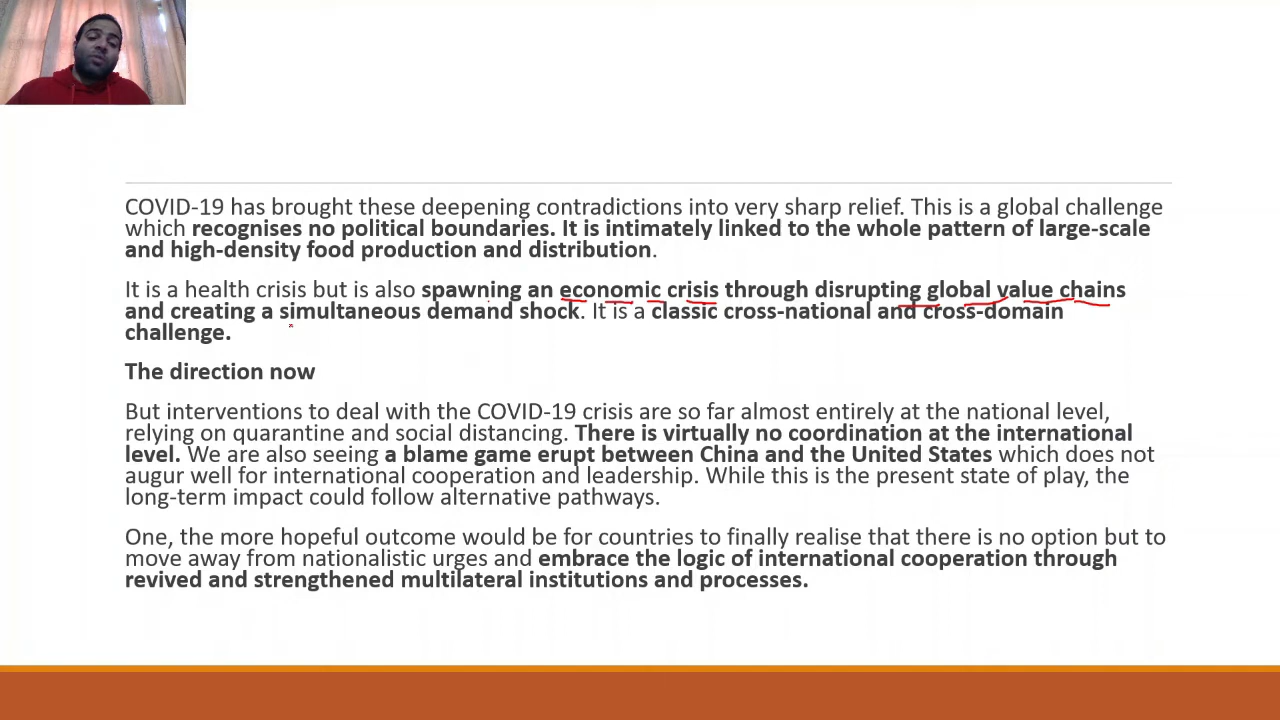 COVID-19 has brought these deepening contradictions into very sharp relief. This is a global challenge
which recognises no political boundaries. It is intimately linked to the whole pattern of large-scale
and high-density food production and distribution.
It is a health crisis but is also spawning an economic crisis through disrupting global value chains
and creating a simultaneous demand shock. It is a classic cross-national and cross-domain
challenge.
The direction now
But interventions to deal with the COVID-19 crisis are so far almost entirely at the national level,
relying on quarantine and social distancing. There is virtually no coordination at the international
level. We are also seeing a blame game erupt between China and the United States which does not
augur well for international cooperation and leadership. While this is the present state of play, the
long-term impact could follow alternative pathways.
One, the more hopeful outcome would be for countries to finally realise that there is no option but to
move away from nationalistic urges and embrace the logic of international cooperation through
revived and strengthened multilateral institutions and processes.